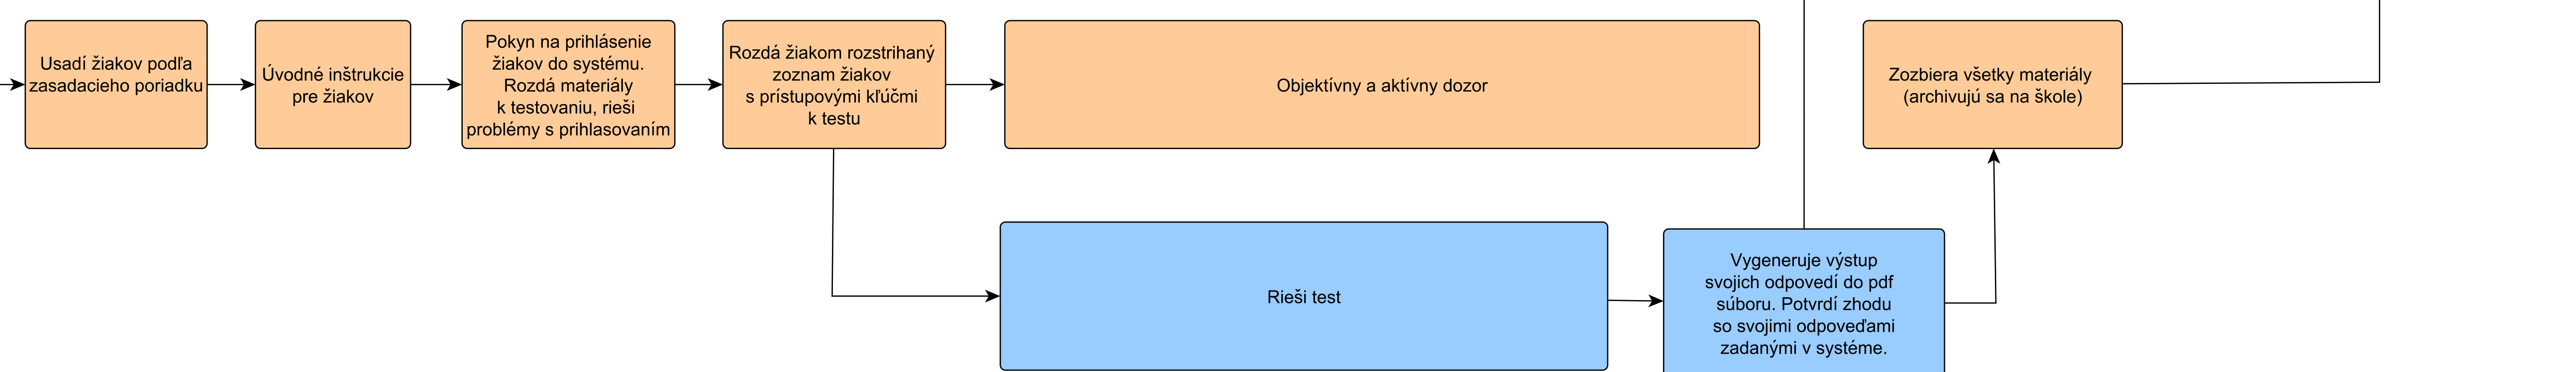 Usadí žiakov podľa
zasadacieho poriadku
Úvodné inštrukcie
pre žiakov
Pokyn na prihlásenie
žiakov do systému.
Rozdá materiály
k testovaniu, rieši
problémy s prihlasovaním
Rozdá žiakom rozstrihaný
zoznam žiakov
s prístupovými kľúčmi
k testu
Objektívny a aktívny dozor
Zozbiera všetky materiály
(archivujú sa na škole)
Rieši test
Vygeneruje výstup
svojich odpovedí do pdf
súboru. Potvrdí zhodu
so svojimi odpoveďami
zadanými v systéme.